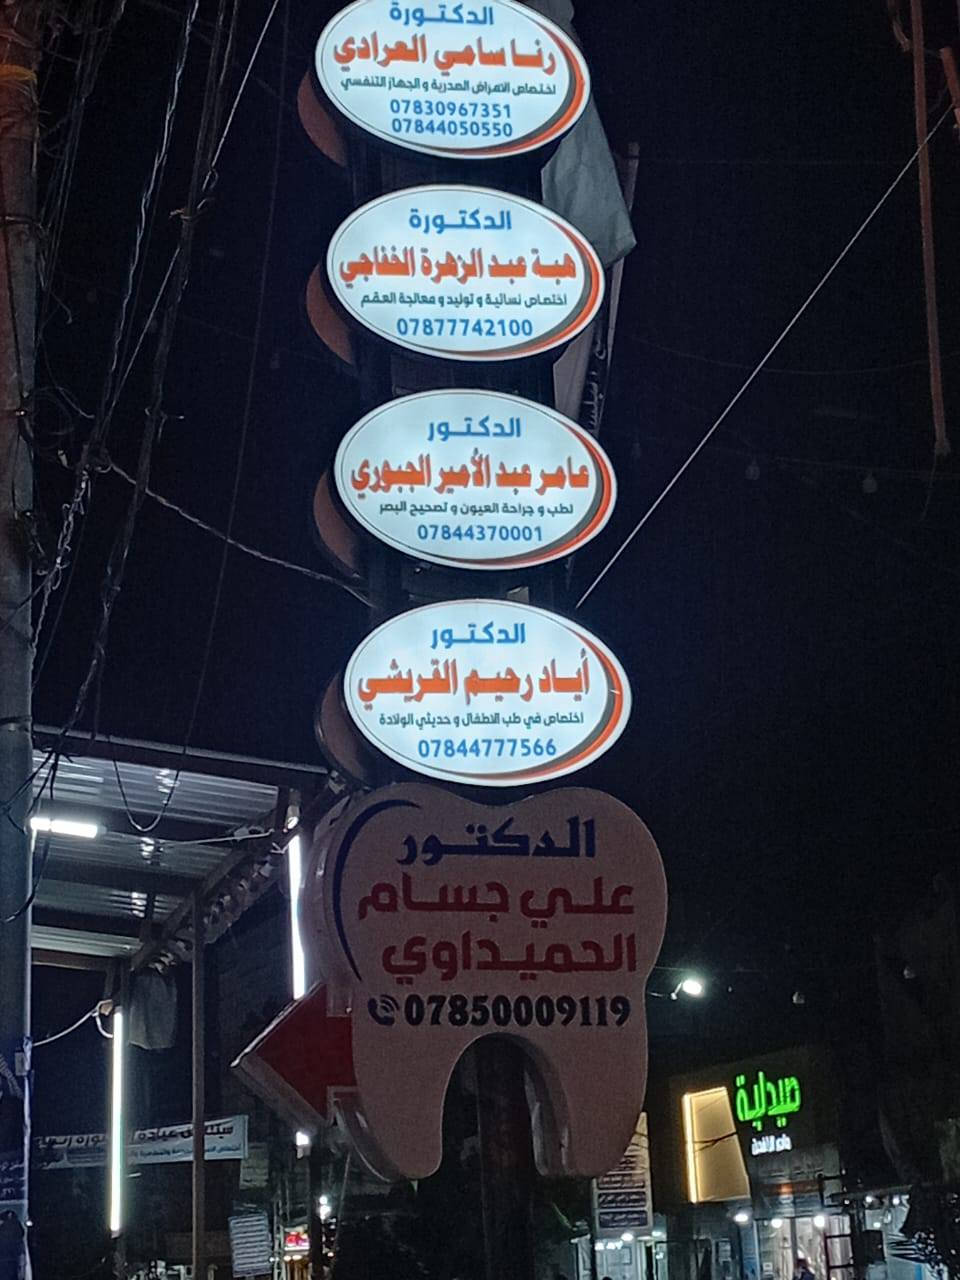 الدكتورة
رنا سامي العرادي
اختصاص الامراض الصدرية و الجهاز التنفسي
07830967351
07844050550
الدكتورة
هبة عبد الزهرة الخفاجي
اختصاص نسائية و توليد و معالجة العقم
07877742100
الدكتور
عامر عبد الأمير الجبوري
لطب و جراحة العيون و تصحيح البصر
07844370001
الدكتور
أياد رحيم القريشي
اختصاص في طب الاطفال و حديثي الولادة
07844777566
الدكتور
علي جسام
الحميداوي
07850009119
صيدلية